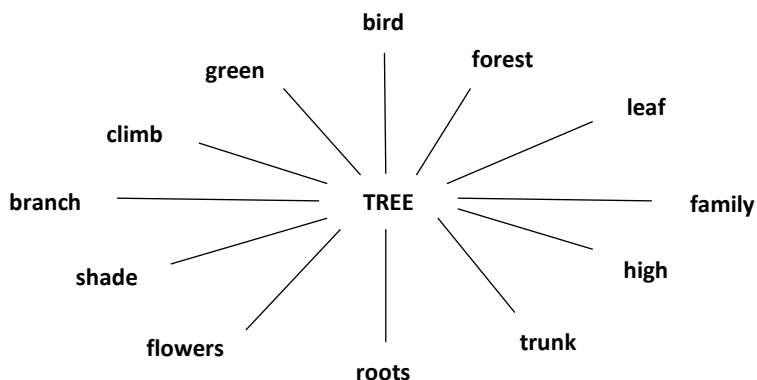 bird
forest
green
leaf
climb
branch
TREE
family
shade
high
flowers
trunk
roots